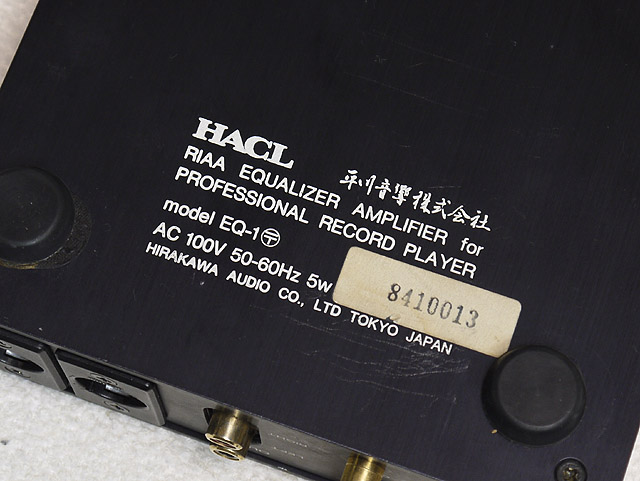 HACL 平川音響株式会社
RIAA EQUALIZER AMPLIFIER for
PROFESSIONAL RECORD PLAYER
model EQ-1 〒
AC 100V 50-60Hz 5w
8410013
HIRAKAWA AUDIO CO., LTD TOKYO JAPAN